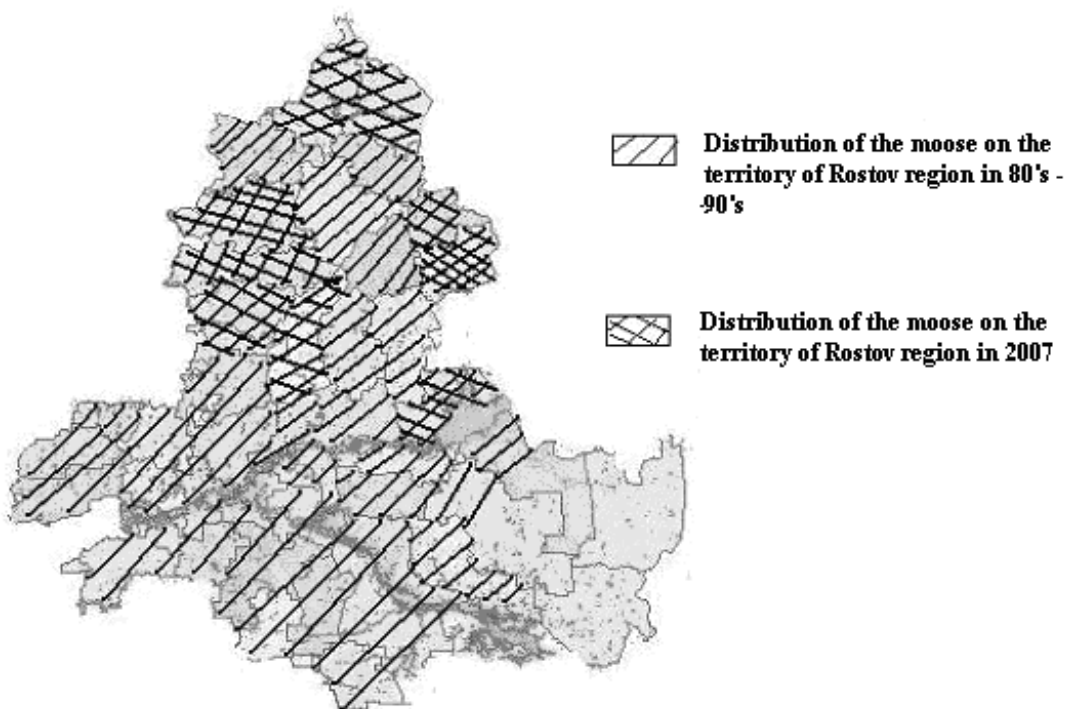 Distribution of the moose on the
territory of Rostov region in 80's -
-90's
Distribution of the moose on the
territory of Rostov region in 2007